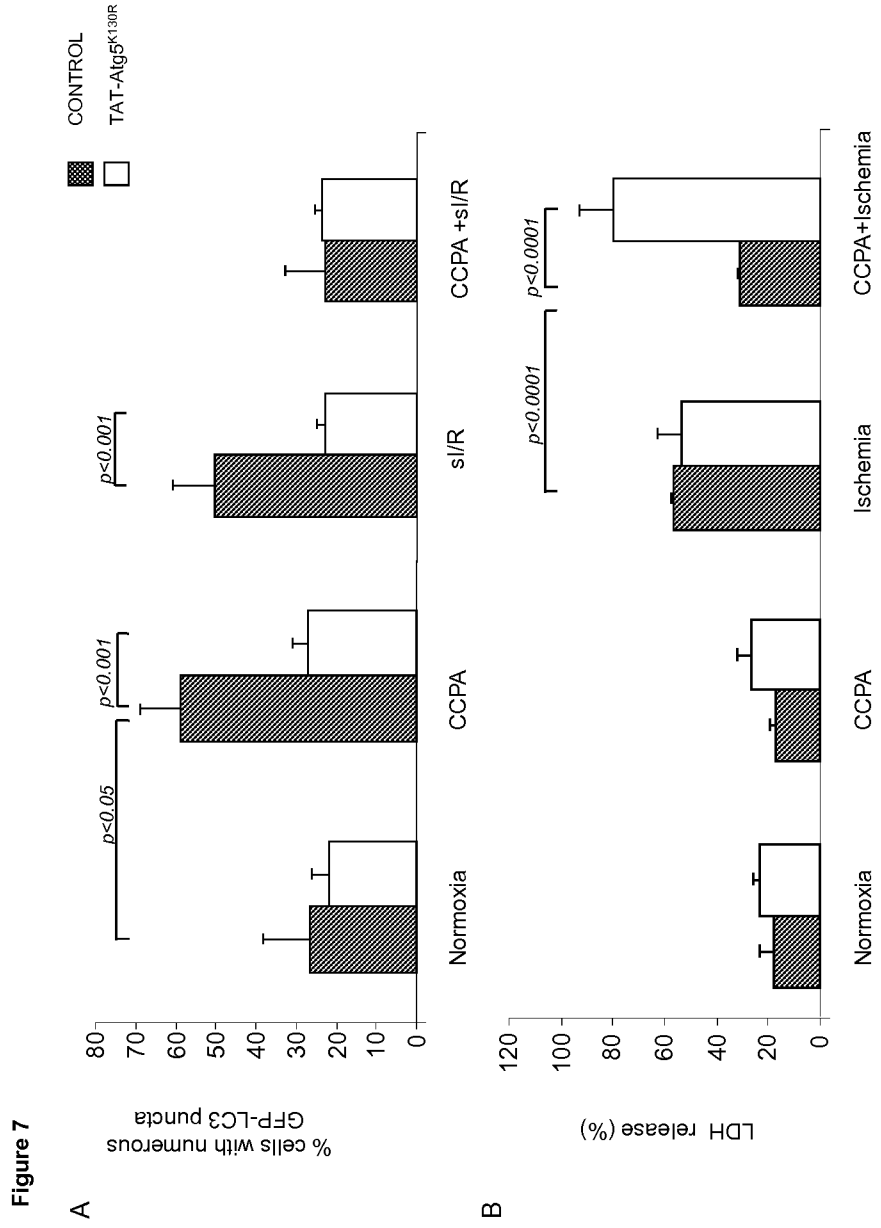 Figure 7
A
CONTROL
TAT-Atg5K130R
% cells with numerous
GFP-LC3 puncta
80
70
60
50
40
30
20
10
0
p<0.05
p<0.001
p<0.001
Normoxia
CCPA
sI/R
CCPA +sI/R
B
LDH release (%)
120
100
80
60
40
20
0
p<0.0001
p<0.0001
Normoxia
CCPA
Ischemia
CCPA+Ischemia